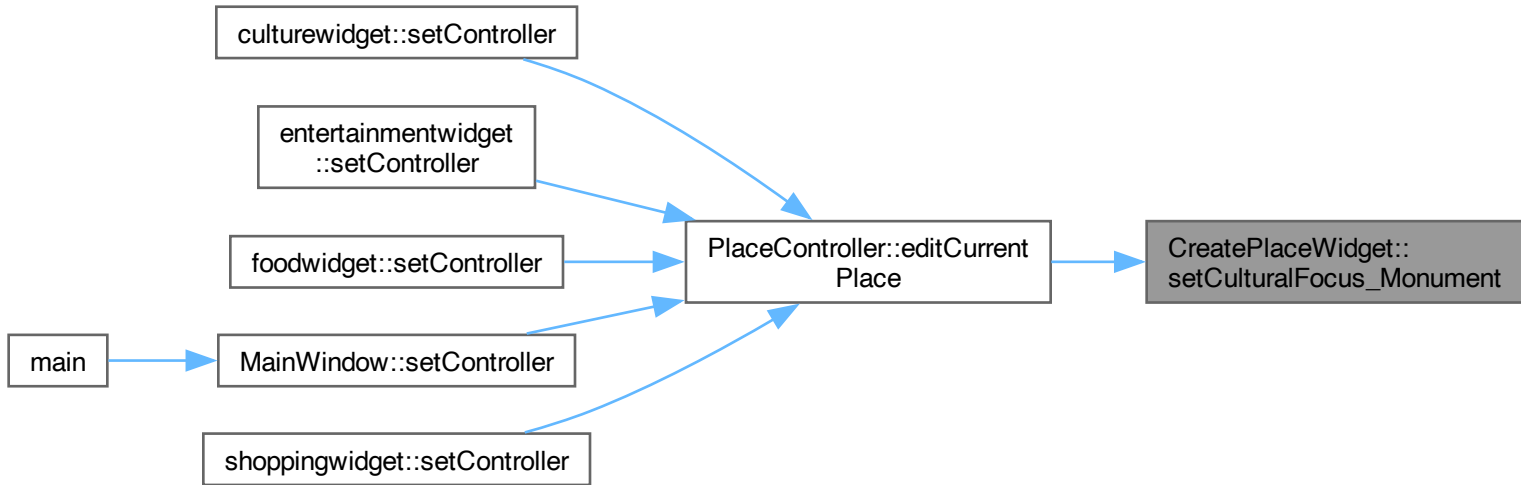 culturewidget::setController
entertainmentwidget
::setController
foodwidget::setController
main
MainWindow::setController
shoppingwidget::setController
PlaceController::editCurrent
Place
CreatePlaceWidget::
setCulturalFocus_Monument